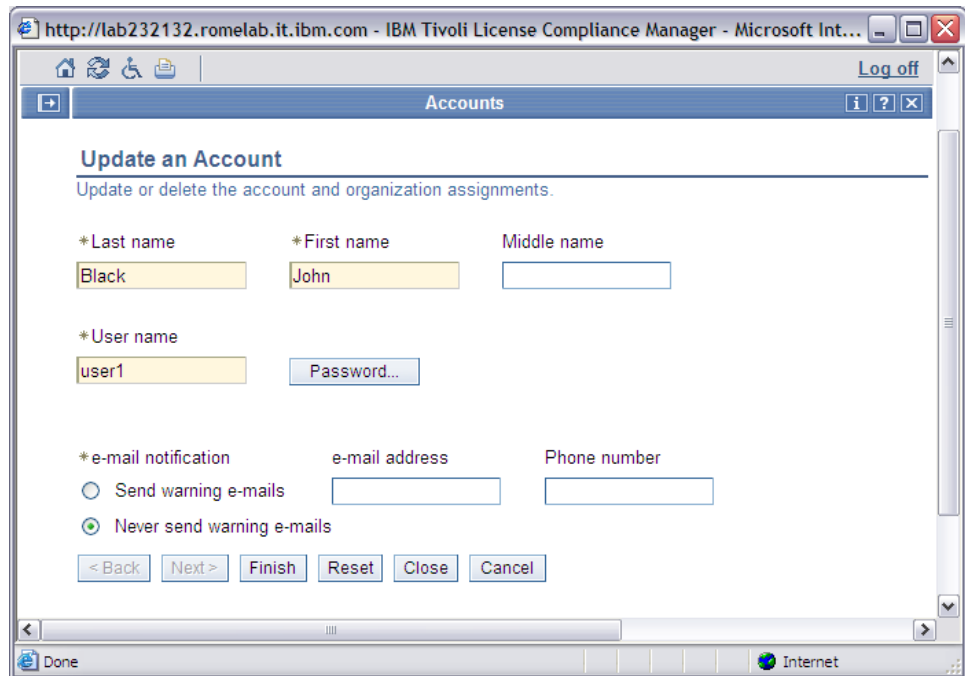 http://lab232132.romelab.it.ibm.com - IBM Tivoli License Compliance Manager - Microsoft Int...
Log off
Accounts
Update an Account
Update or delete the account and organization assignments.
*Last name *First name Middle name
Black John
*User name
user1 Password...
*e-mail notification e-mail address Phone number
Send warning e-mails
Never send warning e-mails
< Back Next > Finish Reset Close Cancel
Done Internet